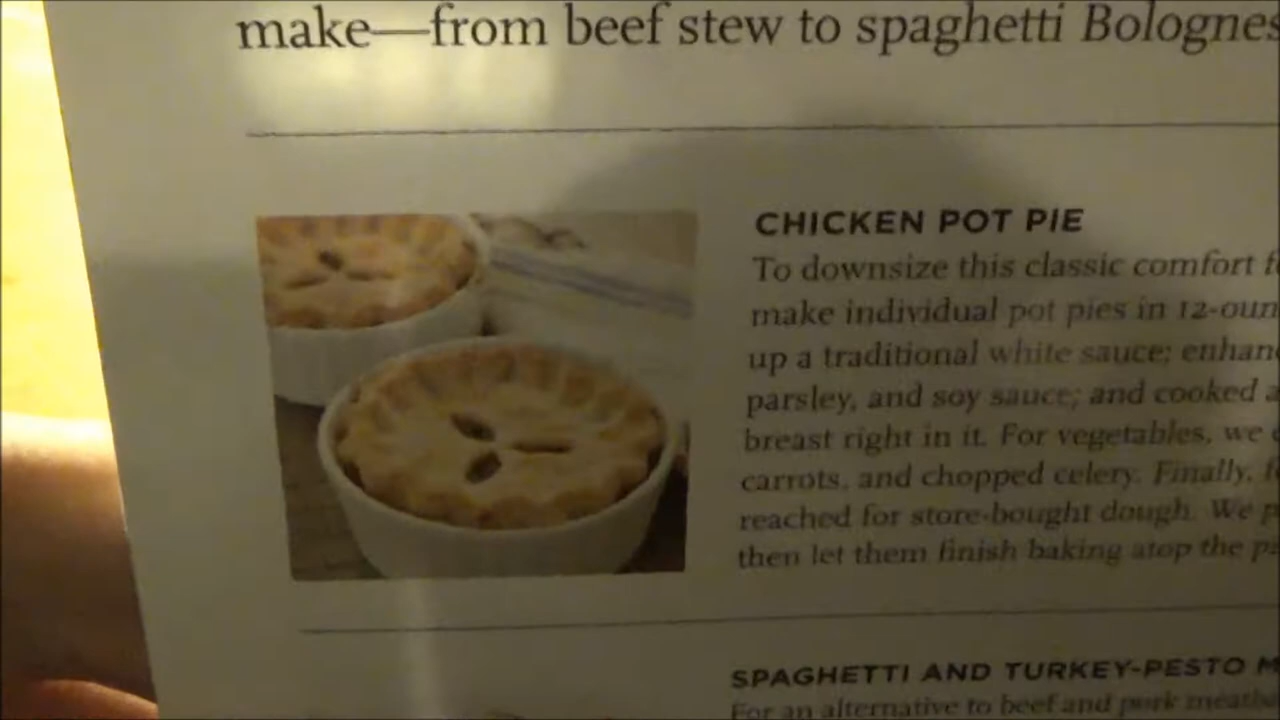 make—from beef stew to spaghetti Bolognes
CHICKEN POT PIE
To downsize this classic comfort f
make individual pot pies in 12-oun
up a traditional white sauce; enhan
parsley, and soy sauce; and cooked a
breast right in it. For vegetables, we
carrots, and chopped celery. Finally, f
reached for store-bought dough. We p
then let them finish baking atop the p
SPAGHETTI AND TURKEY-PESTO M
For an alternative to beef and pork meatba